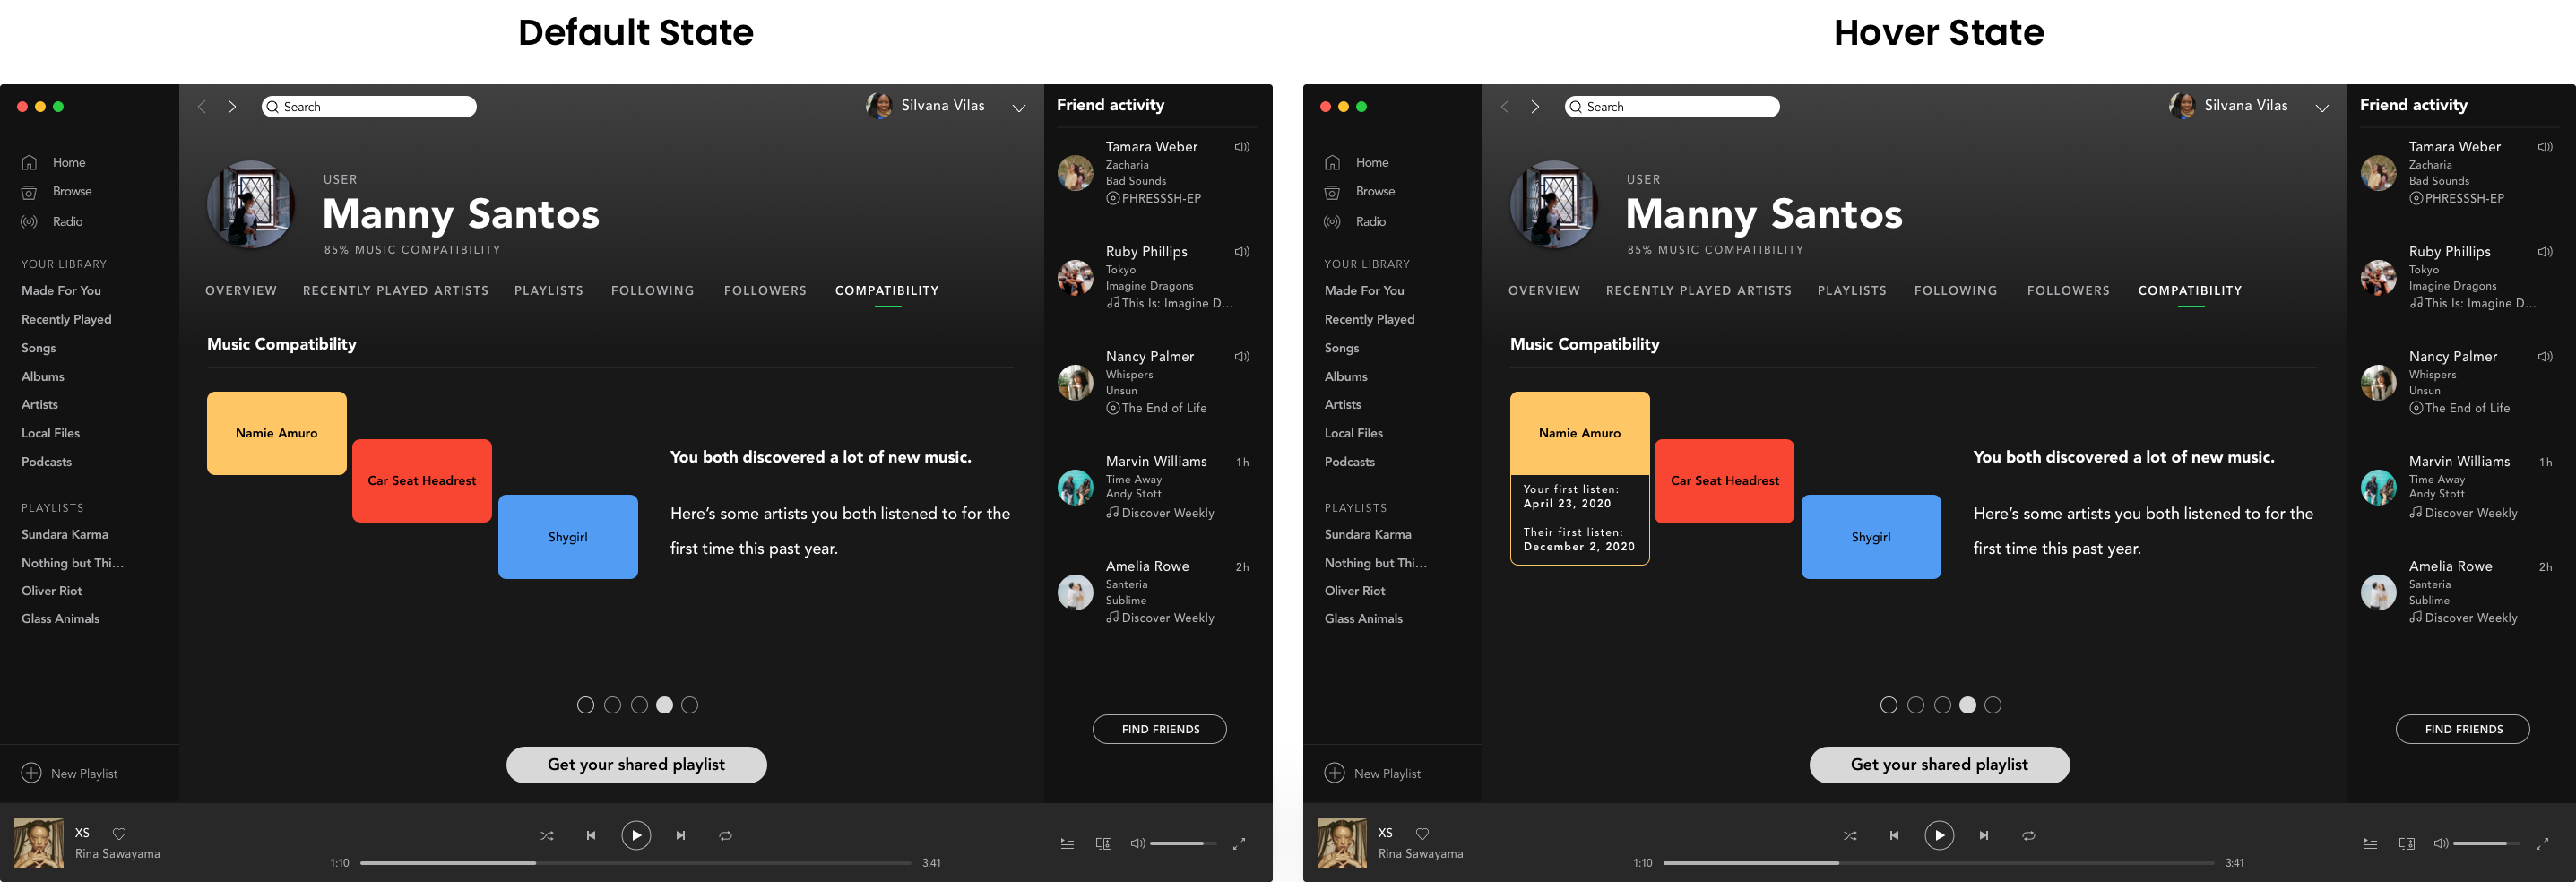 Default State
Search
Silvana Vilas
Home
Browse
Radio
YOUR LIBRARY
Made For You
Recently Played
Songs
Albums
Artists
Local Files
Podcasts
PLAYLISTS
Sundara Karma
Nothing but Thi...
Oliver Riot
Glass Animals
New Playlist
USER
Manny Santos
85% MUSIC COMPATIBILITY
OVERVIEW RECENTLY PLAYED ARTISTS PLAYLISTS FOLLOWING FOLLOWERS COMPATIBILITY
Music Compatibility
Namie Amuro
Car Seat Headrest
Shygirl
You both discovered a lot of new music.
Here’s some artists you both listened to for the
first time this past year.
Get your shared playlist
Friend activity
Tamara Weber
Zacharia
Bad Sounds
PHRESSSH-EP
Ruby Phillips
Tokyo
Imagine Dragons
This Is: Imagine D...
Nancy Palmer
Whispers
Unsun
The End of Life
Marvin Williams 1h
Time Away
Andy Stott
Discover Weekly
Amelia Rowe 2h
Santeria
Sublime
Discover Weekly
FIND FRIENDS
XS
Rina Sawayama
1:10 3:41
Hover State
Search
Silvana Vilas
Home
Browse
Radio
YOUR LIBRARY
Made For You
Recently Played
Songs
Albums
Artists
Local Files
Podcasts
PLAYLISTS
Sundara Karma
Nothing but Thi...
Oliver Riot
Glass Animals
New Playlist
USER
Manny Santos
85% MUSIC COMPATIBILITY
OVERVIEW RECENTLY PLAYED ARTISTS PLAYLISTS FOLLOWING FOLLOWERS COMPATIBILITY
Music Compatibility
Namie Amuro
Your first listen:
April 23, 2020
Their first listen:
December 2, 2020
Car Seat Headrest
Shygirl
You both discovered a lot of new music.
Here’s some artists you both listened to for the
first time this past year.
Get your shared playlist
Friend activity
Tamara Weber
Zacharia
Bad Sounds
PHRESSSH-EP
Ruby Phillips
Tokyo
Imagine Dragons
This Is: Imagine D...
Nancy Palmer
Whispers
Unsun
The End of Life
Marvin Williams 1h
Time Away
Andy Stott
Discover Weekly
Amelia Rowe 2h
Santeria
Sublime
Discover Weekly
FIND FRIENDS
XS
Rina Sawayama
1:10 3:41